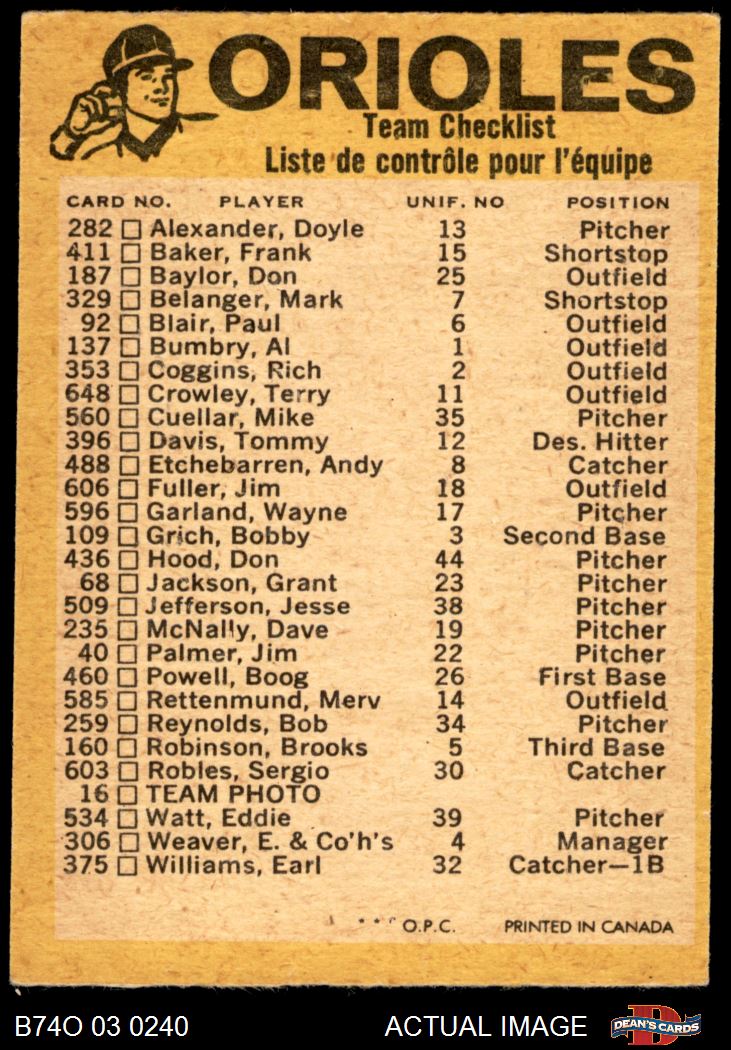 ORIOLES
Team Checklist
Liste de contrôle pour l'équipe
CARD NO. PLAYER UNIF. NO POSITION
282 □ Alexander, Doyle 13 Pitcher
411 □ Baker, Frank 15 Shortstop
187 □ Baylor, Don 25 Outfield
329 □ Belanger, Mark 7 Shortstop
92 □ Blair, Paul 6 Outfield
137 □ Bumbry, Al 1 Outfield
353 □ Coggins, Rich 2 Outfield
648 □ Crowley, Terry 11 Outfield
560 □ Cuellar, Mike 35 Pitcher
396 □ Davis, Tommy 12 Des. Hitter
488 □ Etchebarren, Andy 8 Catcher
606 □ Fuller, Jim 18 Outfield
596 □ Garland, Wayne 17 Pitcher
109 □ Grich, Bobby 3 Second Base
436 □ Hood, Don 44 Pitcher
68 □ Jackson, Grant 23 Pitcher
509 □ Jefferson, Jesse 38 Pitcher
235 □ McNally, Dave 19 Pitcher
40 □ Palmer, Jim 22 Pitcher
460 □ Powell, Boog 26 First Base
585 □ Rettenmund, Merv 14 Outfield
259 □ Reynolds, Bob 34 Pitcher
160 □ Robinson, Brooks 5 Third Base
603 □ Robles, Sergio 30 Catcher
16 □ TEAM PHOTO
534 □ Watt, Eddie 39 Pitcher
306 □ Weaver, E. & Co'h's 4 Manager
375 □ Williams, Earl 32 Catcher—1B
* * * O.P.C. PRINTED IN CANADA
B74O 03 0240 ACTUAL IMAGE DEAN'S CARDS